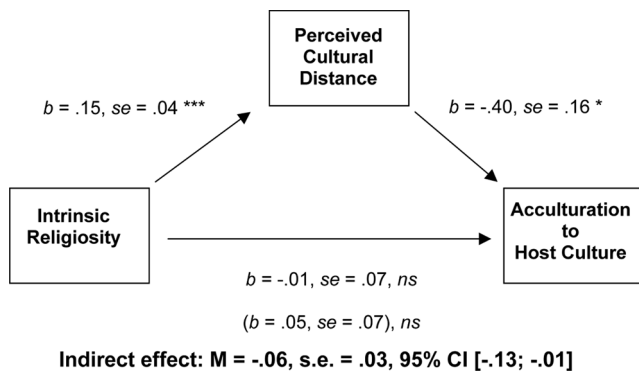 Perceived
Cultural
Distance
b = .15, se = .04 ***
b = -.40, se = .16 *
Intrinsic
Religiosity
Acculturation
to
Host Culture
b = -.01, se = .07, ns
(b = .05, se = .07), ns
Indirect effect: M = -.06, s.e. = .03, 95% CI [-.13; -.01]